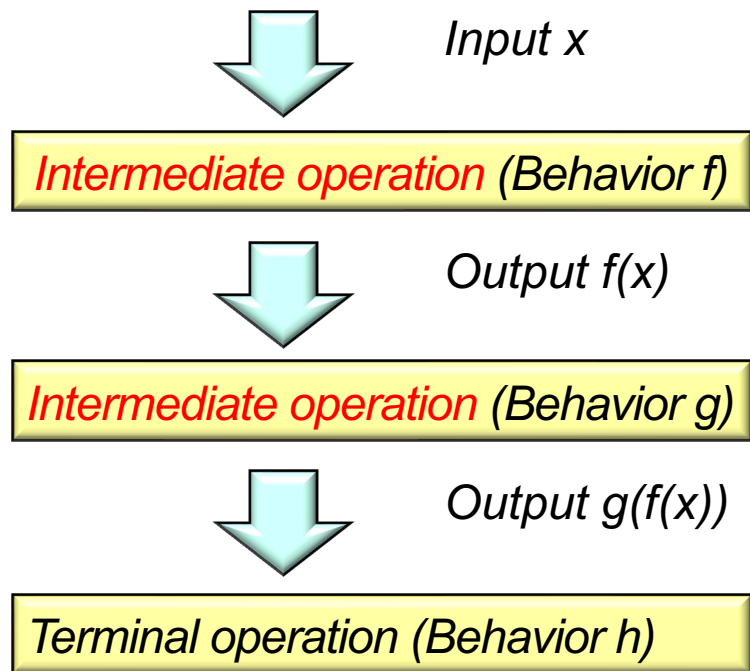 Input x
Intermediate operation (Behavior f)
Output f(x)
Intermediate operation (Behavior g)
Output g(f(x))
Terminal operation (Behavior h)